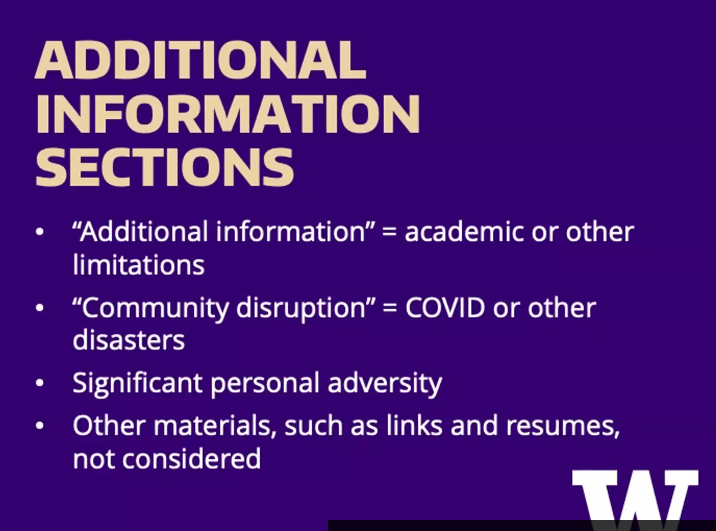 ADDITIONAL
INFORMATION
SECTIONS
• “Additional information” = academic or other
limitations
• “Community disruption” = COVID or other
disasters
• Significant personal adversity
• Other materials, such as links and resumes,
not considered
W